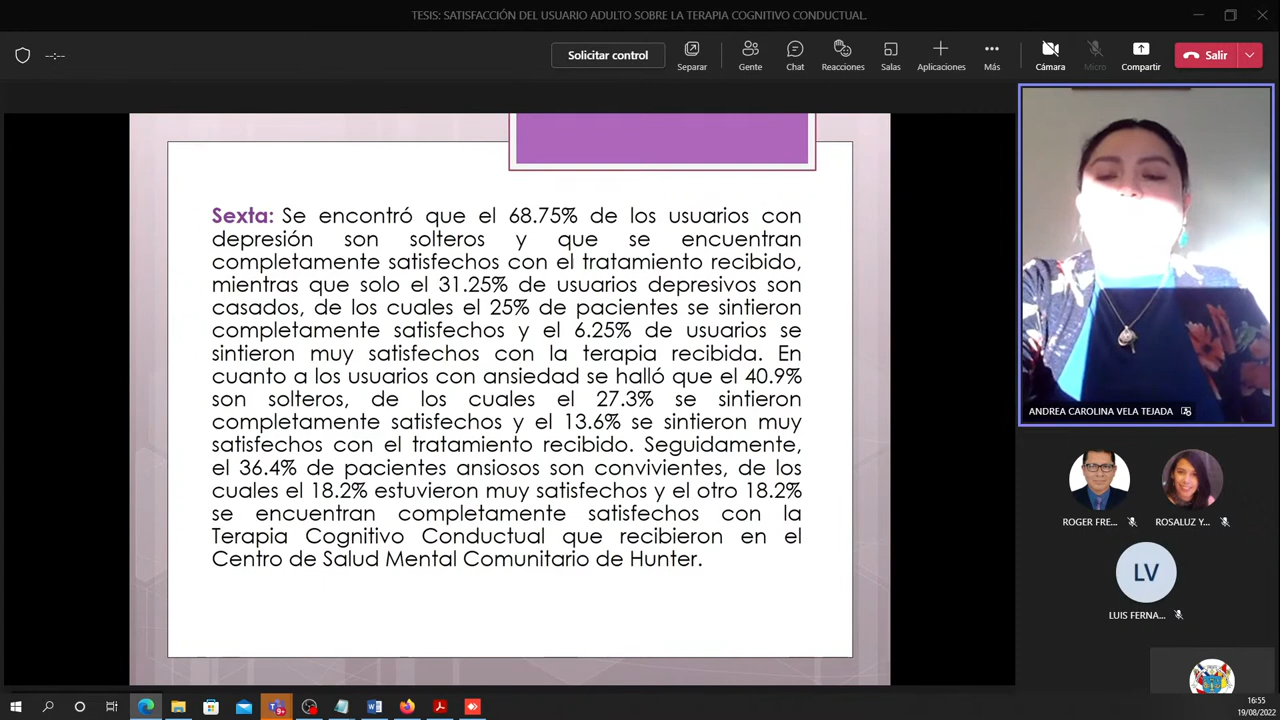 TESIS: SATISFACCIÓN DEL USUARIO ADULTO SOBRE LA TERAPIA COGNITIVO CONDUCTUAL.
--:--
Solicitar control
Separar
Gente
Chat
Reacciones
Salas
Aplicaciones
Más
Cámara
Micro
Compartir
Salir
Sexta: Se encontró que el 68.75% de los usuarios con
depresión son solteros y que se encuentran
completamente satisfechos con el tratamiento recibido,
mientras que solo el 31.25% de usuarios depresivos son
casados, de los cuales el 25% de pacientes se sintieron
completamente satisfechos y el 6.25% de usuarios se
sintieron muy satisfechos con la terapia recibida. En
cuanto a los usuarios con ansiedad se halló que el 40.9%
son solteros, de los cuales el 27.3% se sintieron
completamente satisfechos y el 13.6% se sintieron muy
satisfechos con el tratamiento recibido. Seguidamente,
el 36.4% de pacientes ansiosos son convivientes, de los
cuales el 18.2% estuvieron muy satisfechos y el otro 18.2%
se encuentran completamente satisfechos con la
Terapia Cognitivo Conductual que recibieron en el
Centro de Salud Mental Comunitario de Hunter.
ANDREA CAROLINA VELA TEJADA
ROGER FRE...
ROSALUZ Y...
LV
LUIS FERNA...
16:55
19/08/2022